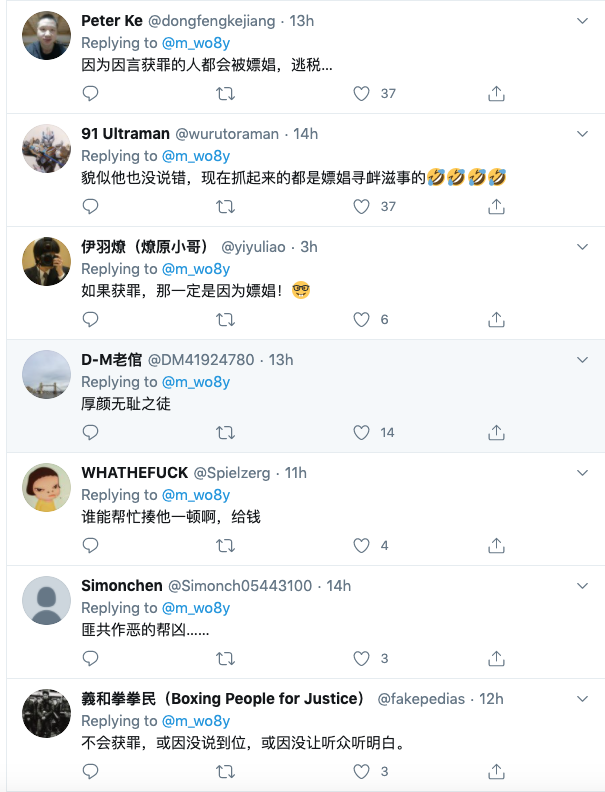 Peter Ke @dongfengkejiang · 13h
Replying to @m_wo8y
因为因言获罪的人都会被嫖娼，逃税...
37
91 Ultraman @wurutoraman · 14h
Replying to @m_wo8y
貌似他也没说错，现在抓起来的都是嫖娼寻衅滋事的🤣🤣🤣🤣
37
伊羽燎（燎原小哥） @yiyuliao · 3h
Replying to @m_wo8y
如果获罪，那一定是因为嫖娼！🤓
6
D-M老倌 @DM41924780 · 13h
Replying to @m_wo8y
厚颜无耻之徒
14
WHATHEFUCK @Spielzerg · 11h
Replying to @m_wo8y
谁能帮忙揍他一顿啊，给钱
4
Simonchen @Simonch05443100 · 14h
Replying to @m_wo8y
匪共作恶的帮凶......
3
義和拳拳民（Boxing People for Justice） @fakepedias · 12h
Replying to @m_wo8y
不会获罪，或因没说到位，或因没让听众听明白。
3